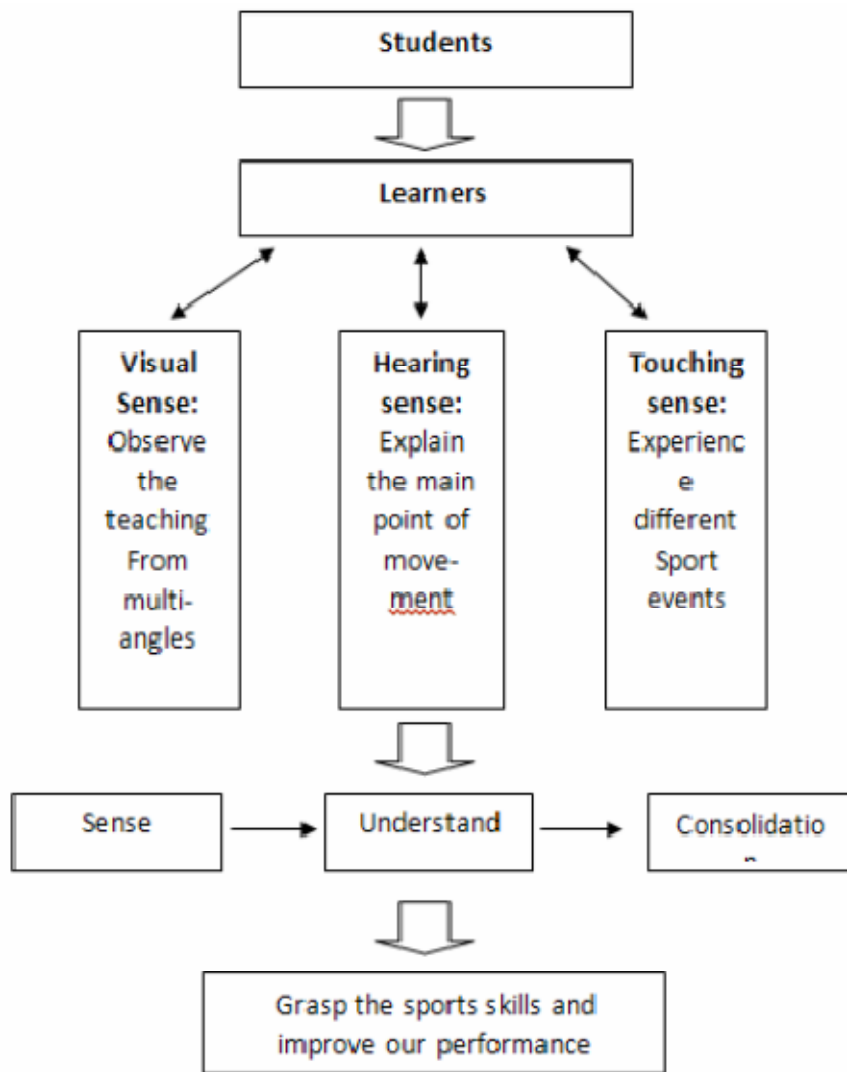 Students
Learners
Visual
Sense:
Observe
the
teaching
From
multi-
angles
Hearing
sense:
Explain
the main
point of
move-
ment
Touching
sense:
Experienc
e
different
Sport
events
Sense
Understand
Consolidatio
n
Grasp the sports skills and
improve our performance